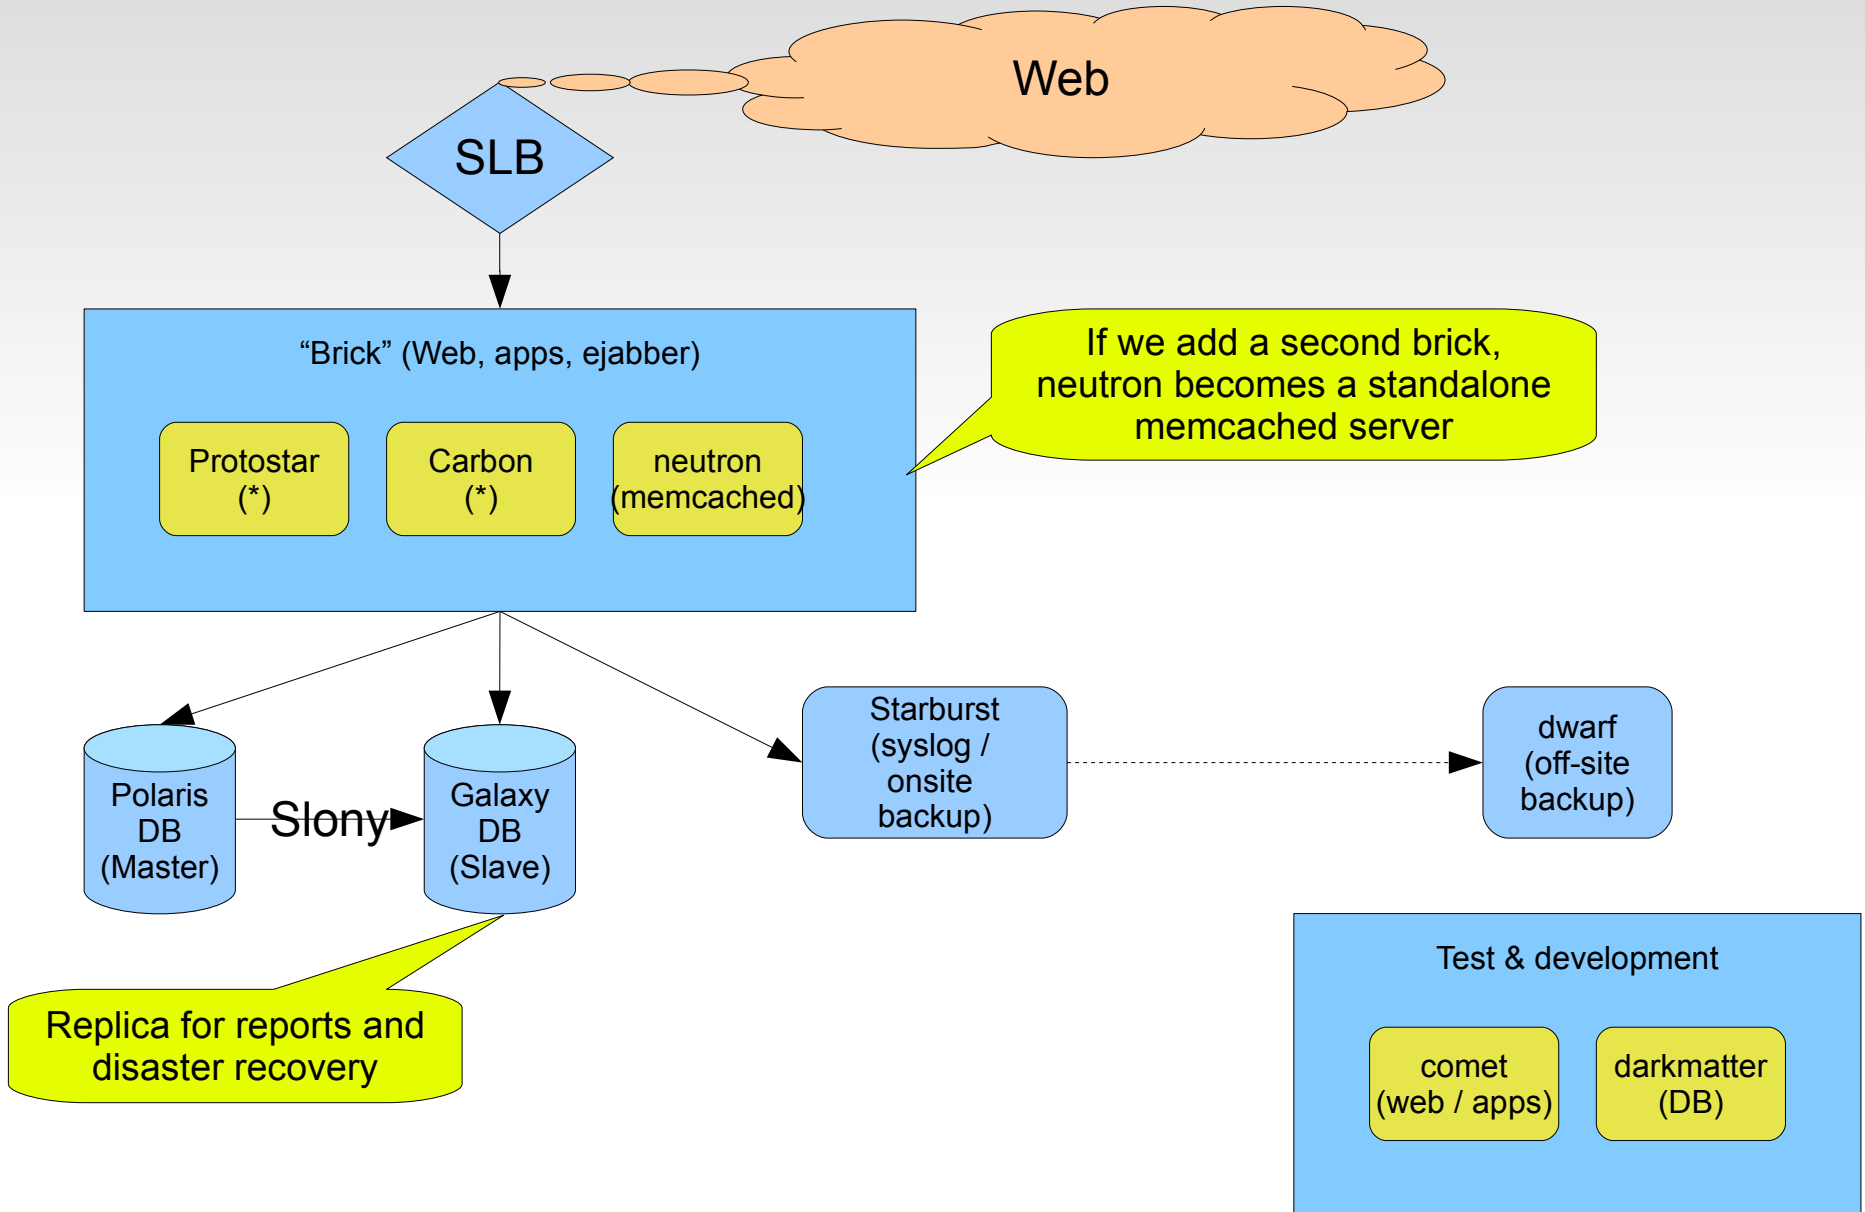 Web
SLB
“Brick” (Web, apps, ejabber)
Protostar
(*)
Carbon
(*)
neutron
(memcached)
If we add a second brick,
neutron becomes a standalone
memcached server
Polaris
DB
(Master)
Slony
Galaxy
DB
(Slave)
Starburst
(syslog /
onsite
backup)
dwarf
(off-site
backup)
Replica for reports and
disaster recovery
Test & development
comet
(web / apps)
darkmatter
(DB)